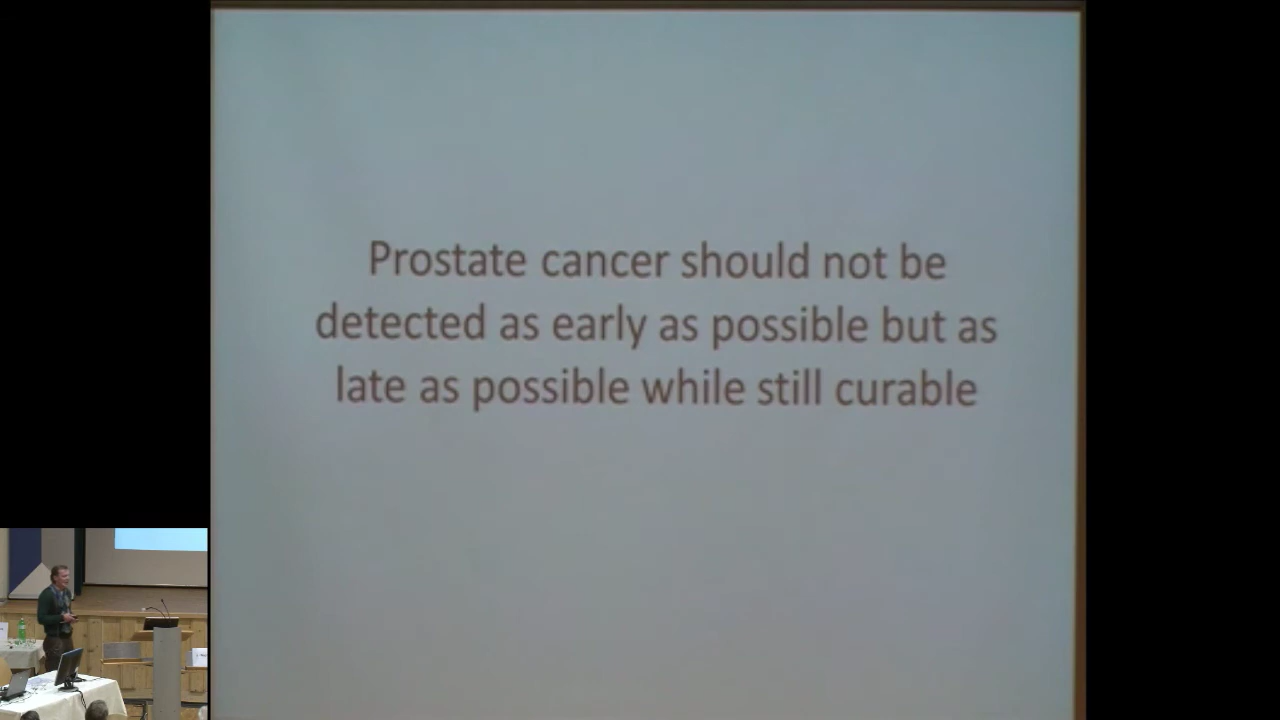 Prostate cancer should not be
detected as early as possible but as
late as possible while still curable